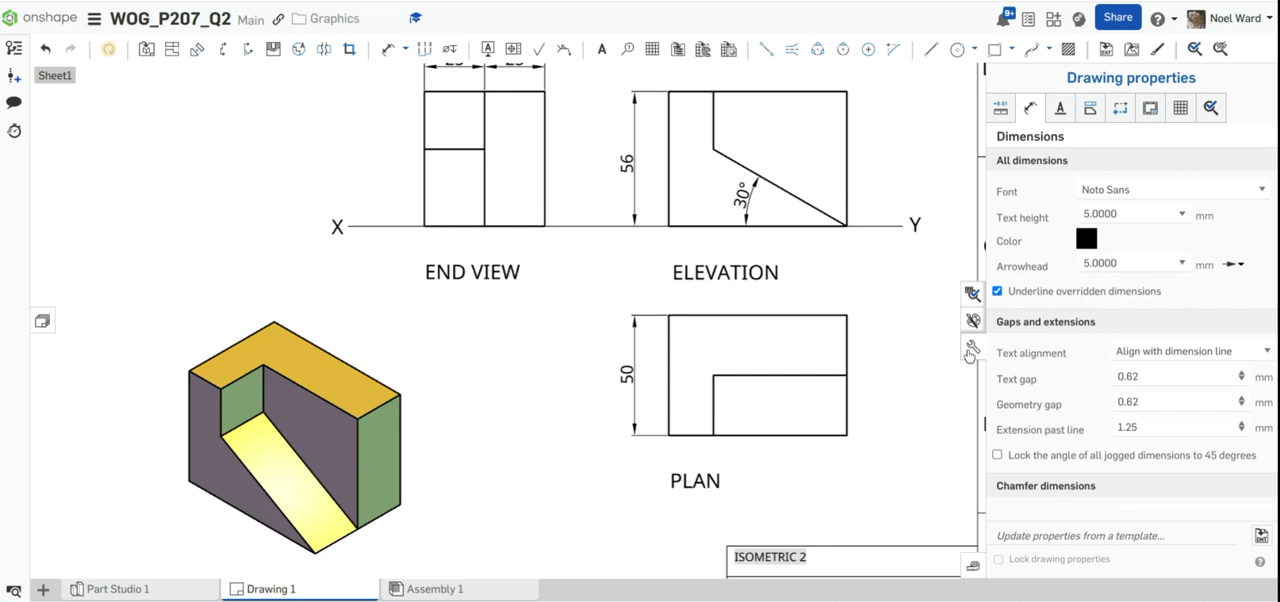 onshape
WOG_P207_Q2 Main Graphics
9+
Share
Noel Ward
Sheet1
Drawing properties
Dimensions
All dimensions
Font Noto Sans
Text height 5.0000 mm
Color
Arrowhead 5.0000 mm
Underline overridden dimensions
Gaps and extensions
Text alignment Align with dimension line
Text gap 0.62 mm
Geometry gap 0.62 mm
Extension past line 1.25 mm
Lock the angle of all jogged dimensions to 45 degrees
Chamfer dimensions
Update properties from a template...
Lock drawing properties
56
30°
X
Y
END VIEW
ELEVATION
50
PLAN
ISOMETRIC 2
Part Studio 1
Drawing 1
Assembly 1